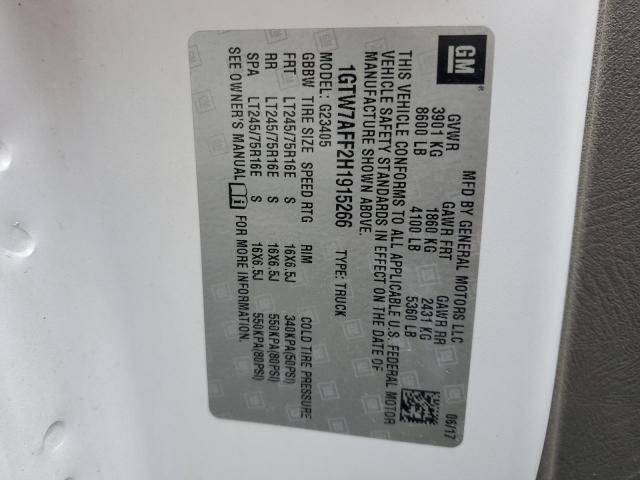 GM
MFD BY GENERAL MOTORS LLC
06/17
GVWR GAWR FRT GAWR RR
3901 KG 1860 KG 2431 KG
8600 LB 4100 LB 5360 LB
THIS VEHICLE CONFORMS TO ALL APPLICABLE U.S. FEDERAL MOTOR
VEHICLE SAFETY STANDARDS IN EFFECT ON THE DATE OF
MANUFACTURE SHOWN ABOVE.
1GTW7AFF2H1915266 TYPE: TRUCK
MODEL: G23405
GBBW TIRE SIZE SPEED RTG RIM COLD TIRE PRESSURE
FRT LT245/75R16E S 16X6.5J 340KPA(50PSI)
RR LT245/75R16E S 16X6.5J 550KPA(80PSI)
SPA LT245/75R16E S 16X6.5J 550KPA(80PSI)
SEE OWNER'S MANUAL